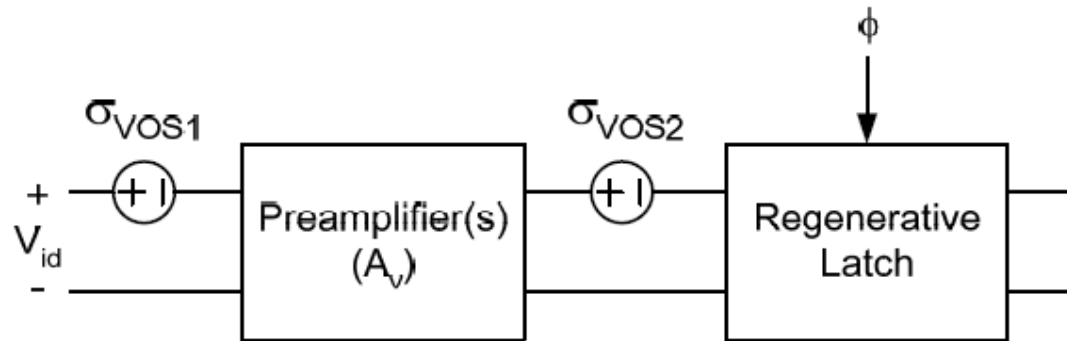 ϕ
σVOS1
σVOS2
+ -
+ -
+
Vid
-
Preamplifier(s)
(Av)
Regenerative
Latch